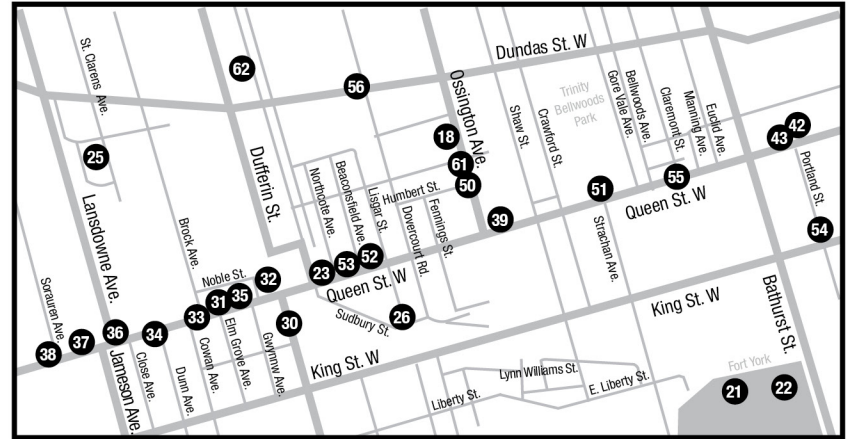 Dundas St. W
St. Clarens Ave.
62
56
Ossington Ave.
Trinity
Bellwoods
Park
Gore Vale Ave.
Bellwoods Ave.
Claremont St.
Manning Ave.
Euclid Ave.
42
43
18
Shaw St.
Crawford St.
25
61
Portland St.
50
Dufferin St.
Northcote Ave.
Beaconsfield Ave.
Lisgar St.
Humbert St.
Dovercourt Rd.
Fennings St.
51
55
Queen St. W
39
Strachan Ave.
54
Lansdowne Ave.
Brock Ave.
Noble St.
32
23
53
52
Queen St. W
Sorauren Ave.
38
37
36
34
33
31
35
30
Sudbury St.
26
King St. W
Bathurst St.
Jameson Ave.
Close Ave.
Dunn Ave.
Cowan Ave.
Elm Grove Ave.
Gwynnw Ave.
King St. W
Lynn Williams St.
Liberty St.
E. Liberty St.
Fort York
21
22